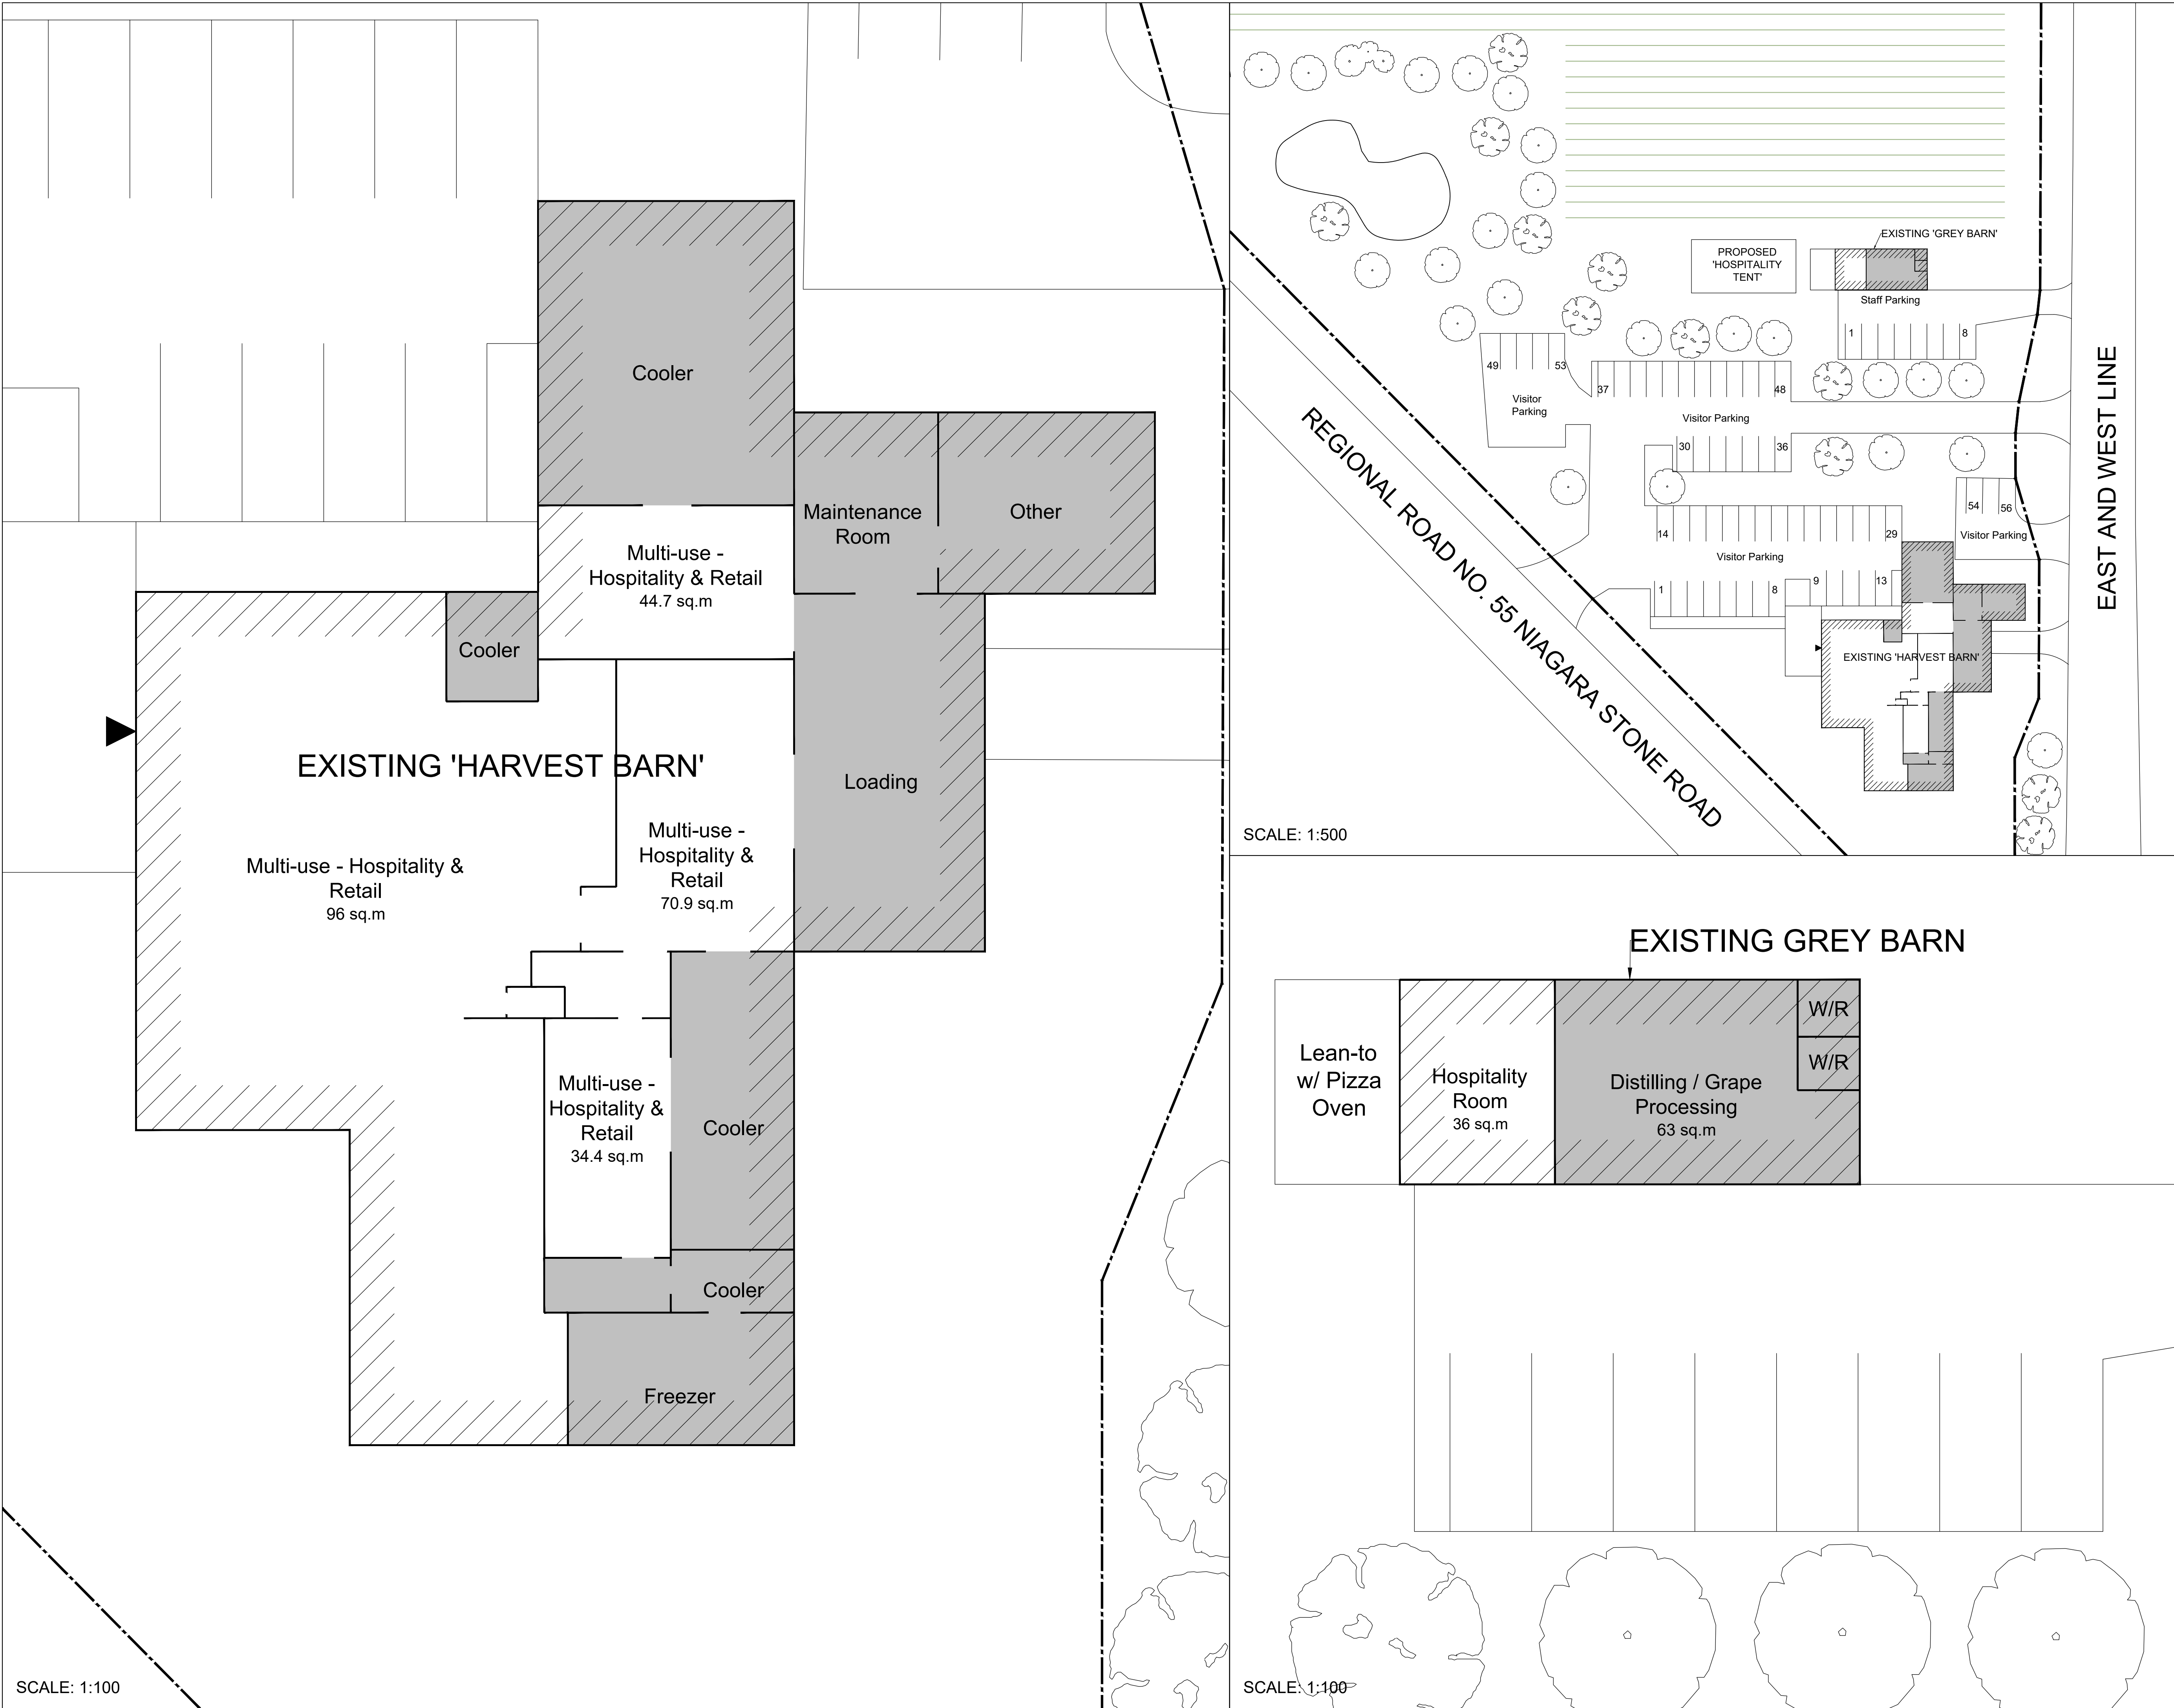 Cooler
Maintenance
Room
Other
Multi-use -
Hospitality & Retail
44.7 sq.m
Cooler
EXISTING 'HARVEST BARN'
Loading
Multi-use - Hospitality &
Retail
96 sq.m
Multi-use -
Hospitality &
Retail
70.9 sq.m
Multi-use -
Hospitality &
Retail
34.4 sq.m
Cooler
Cooler
Freezer
SCALE: 1:100
EXISTING 'GREY BARN'
PROPOSED
'HOSPITALITY
TENT'
Staff Parking
1
8
49
53
37
48
Visitor
Parking
Visitor Parking
30
36
54
56
14
29
Visitor Parking
Visitor Parking
1
8
9
13
EXISTING 'HARVEST BARN'
REGIONAL ROAD NO. 55 NIAGARA STONE ROAD
EAST AND WEST LINE
SCALE: 1:500
EXISTING GREY BARN
Lean-to
w/ Pizza
Oven
Hospitality
Room
36 sq.m
Distilling / Grape
Processing
63 sq.m
W/R
W/R
SCALE: 1:100